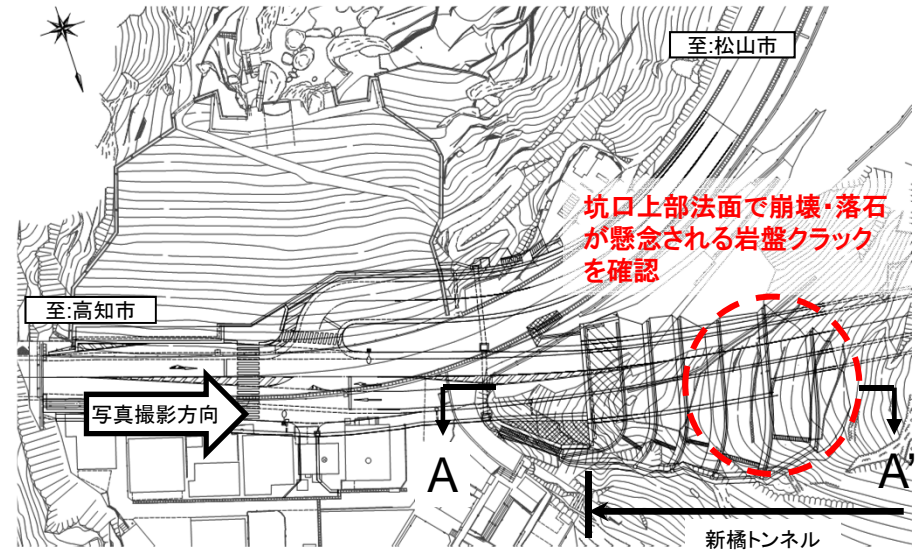 至:松山市
坑口上部法面で崩壊・落石
が懸念される岩盤クラック
を確認
至:高知市
写真撮影方向
A
A'
新橘トンネル